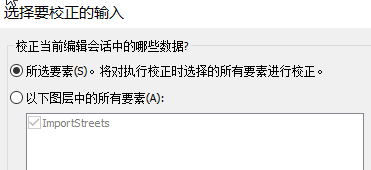 选择要校正的输入
校正当前编辑会话中的哪些数据?
所选要素(S)。将对执行校正时选择的所有要素进行校正。
以下图层中的所有要素(A):
ImportStreets